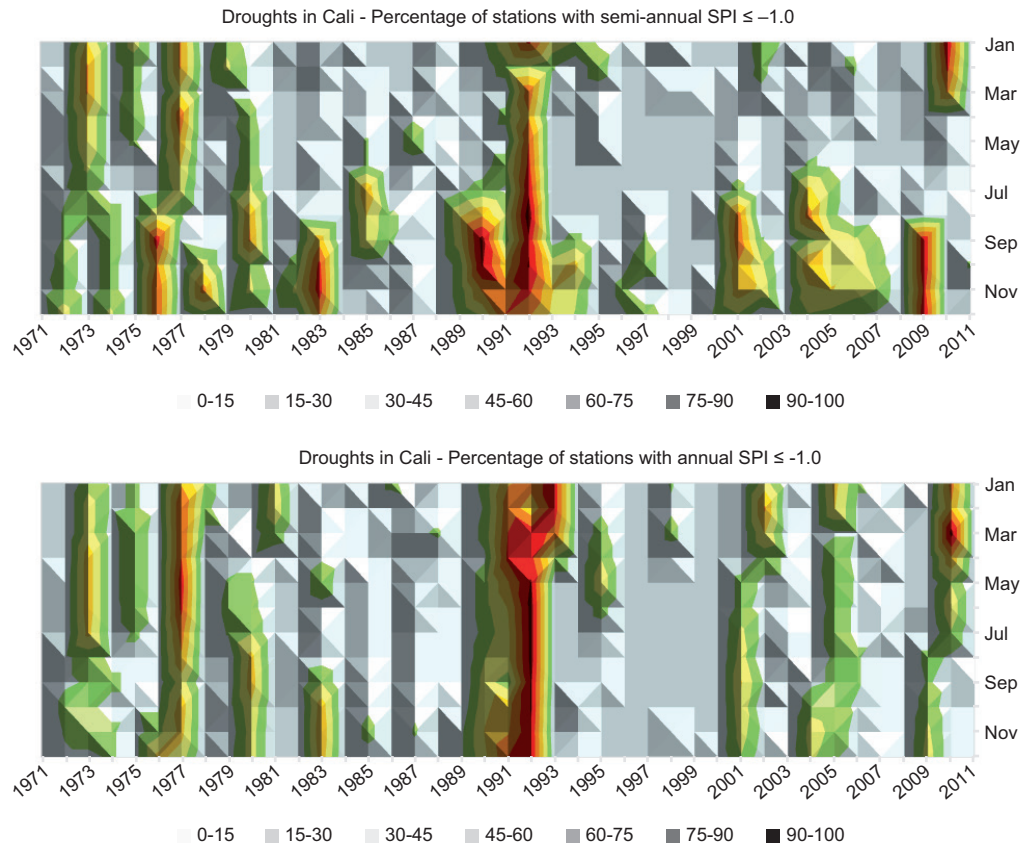 Droughts in Cali - Percentage of stations with semi-annual SPI ≤ –1.0
Jan
Mar
May
Jul
Sep
Nov
1971 1973 1975 1977 1979 1981 1983 1985 1987 1989 1991 1993 1995 1997 1999 2001 2003 2005 2007 2009 2011
0-15 15-30 30-45 45-60 60-75 75-90 90-100
Droughts in Cali - Percentage of stations with annual SPI ≤ -1.0
Jan
Mar
May
Jul
Sep
Nov
1971 1973 1975 1977 1979 1981 1983 1985 1987 1989 1991 1993 1995 1997 1999 2001 2003 2005 2007 2009 2011
0-15 15-30 30-45 45-60 60-75 75-90 90-100